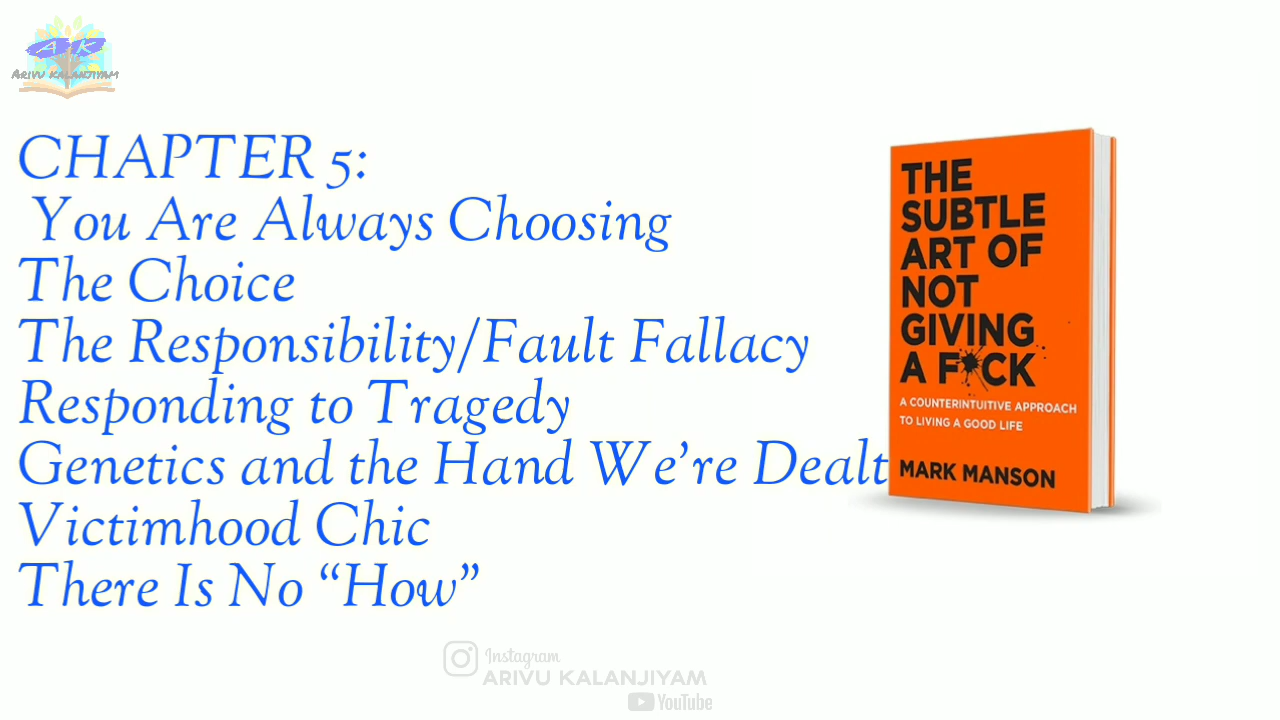 A K
ARIVU KALANJIYAM
CHAPTER 5:
You Are Always Choosing
The Choice
The Responsibility/Fault Fallacy
Responding to Tragedy
Genetics and the Hand We’re Dealt
Victimhood Chic
There Is No “How”
THE
SUBTLE
ART OF
NOT
GIVING
A F*CK
A COUNTERINTUITIVE APPROACH
TO LIVING A GOOD LIFE
MARK MANSON
Instagram
ARIVU KALANJIYAM
YouTube